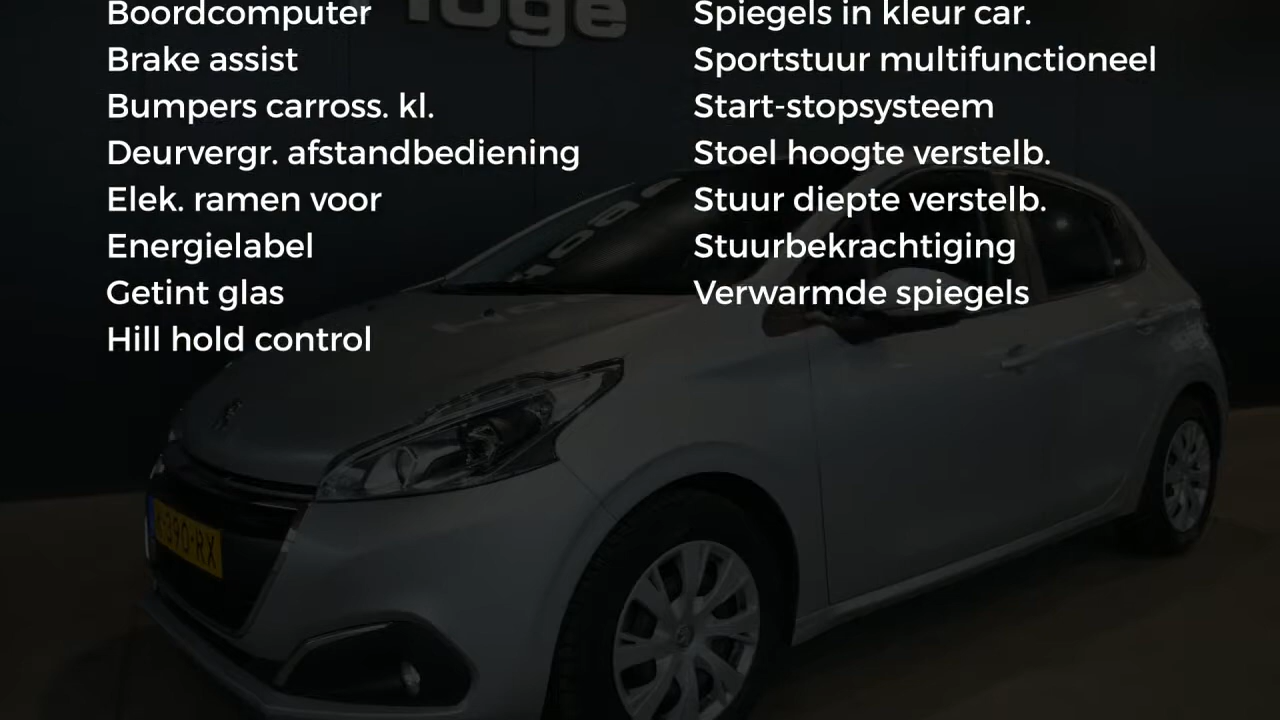 Boordcomputer
Brake assist
Bumpers carross. kl.
Deurvergr. afstandbediening
Elek. ramen voor
Energielabel
Getint glas
Hill hold control
Spiegels in kleur car.
Sportstuur multifunctioneel
Start-stopsysteem
Stoel hoogte verstelb.
Stuur diepte verstelb.
Stuurbekrachtiging
Verwarmde spiegels